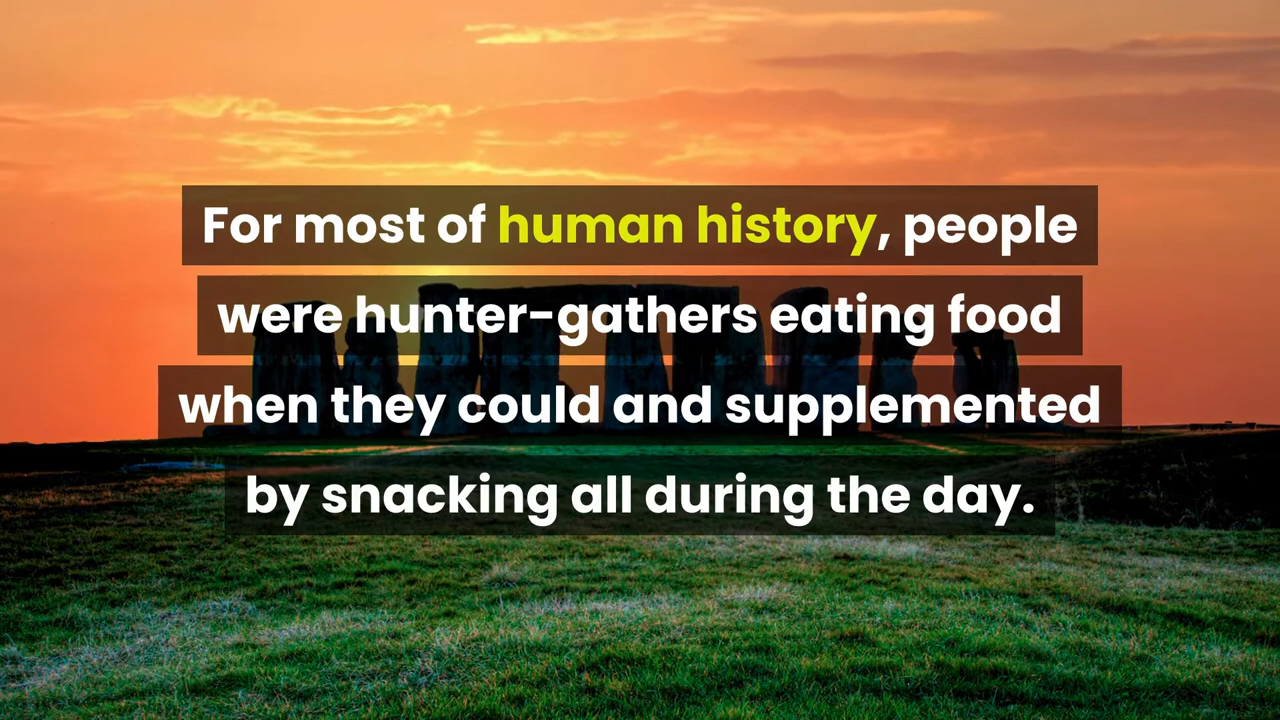 For most of human history, people
were hunter-gathers eating food
when they could and supplemented
by snacking all during the day.